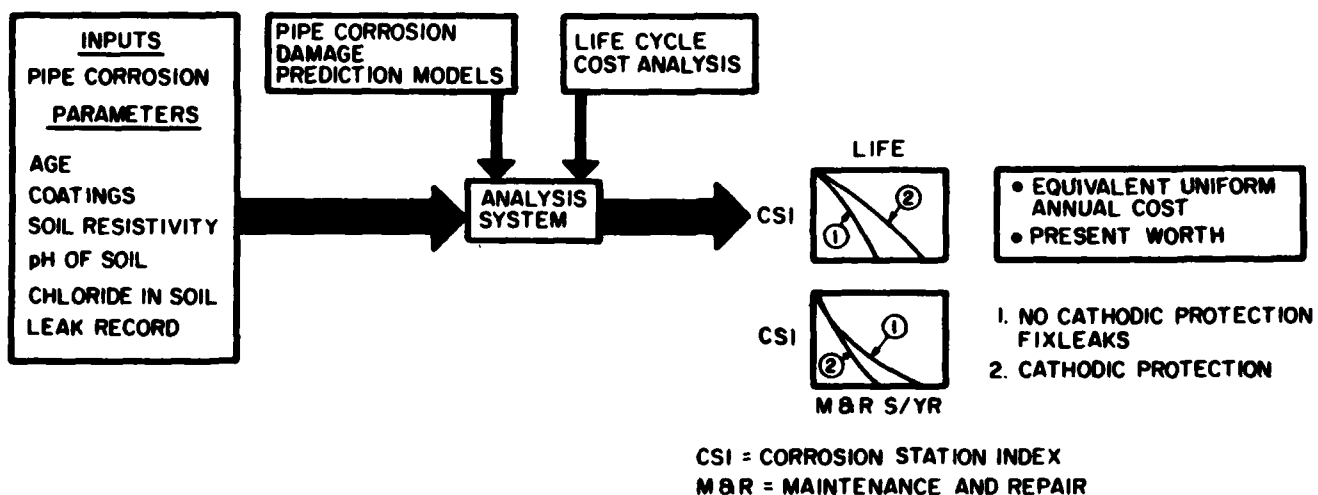 INPUTS
PIPE CORROSION
PARAMETERS
AGE
COATINGS
SOIL RESISTIVITY
pH OF SOIL
CHLORIDE IN SOIL
LEAK RECORD
PIPE CORROSION
DAMAGE
PREDICTION MODELS
LIFE CYCLE
COST ANALYSIS
ANALYSIS
SYSTEM
LIFE
CSI
1
2
CSI
1
2
M & R S/YR
• EQUIVALENT UNIFORM
ANNUAL COST
• PRESENT WORTH
1. NO CATHODIC PROTECTION
FIXLEAKS
2. CATHODIC PROTECTION
CSI = CORROSION STATION INDEX
M & R = MAINTENANCE AND REPAIR